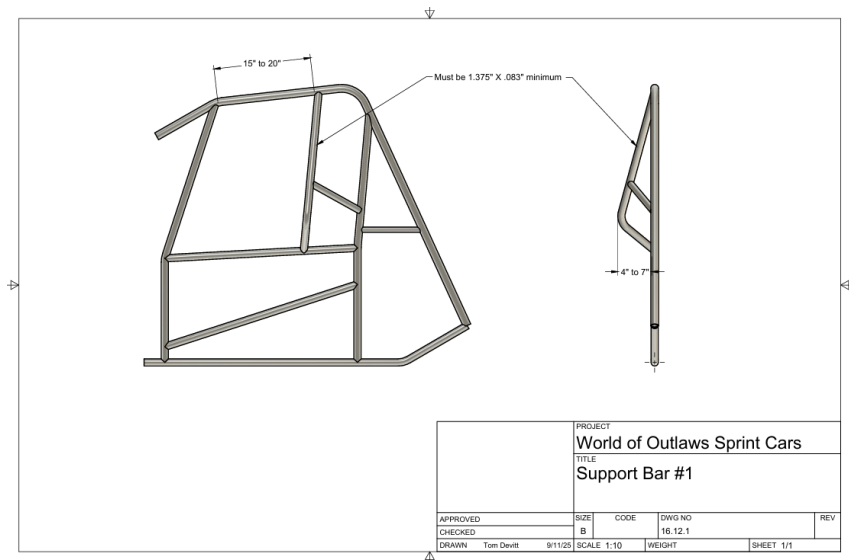 15" to 20"
Must be 1.375" X .083" minimum
4" to 7"
PROJECT
World of Outlaws Sprint Cars
TITLE
Support Bar #1
APPROVED
SIZE CODE DWG NO REV
CHECKED
B 16.12.1
DRAWN Tom Devitt 9/11/25 SCALE 1:10 WEIGHT SHEET 1/1